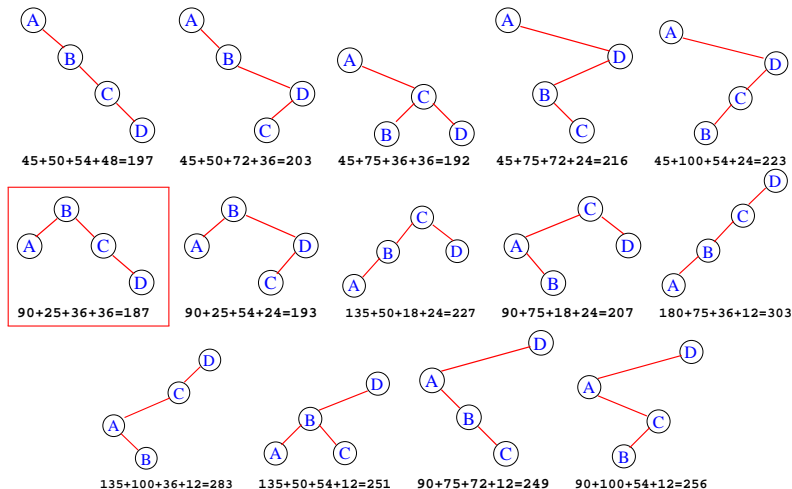 A
B
C
D
45+50+54+48=197
A
B
D
C
45+50+72+36=203
A
C
B D
45+75+36+36=192
A
D
B
C
45+75+72+24=216
A
D
C
B
45+100+54+24=223
B
A C
D
90+25+36+36=187
B
A D
C
90+25+54+24=193
C
B D
A
135+50+18+24=227
C
A D
B
90+75+18+24=207
D
C
B
A
180+75+36+12=303
D
C
A
B
135+100+36+12=283
D
B
A C
135+50+54+12=251
D
A
B
C
90+75+72+12=249
D
A
C
B
90+100+54+12=256